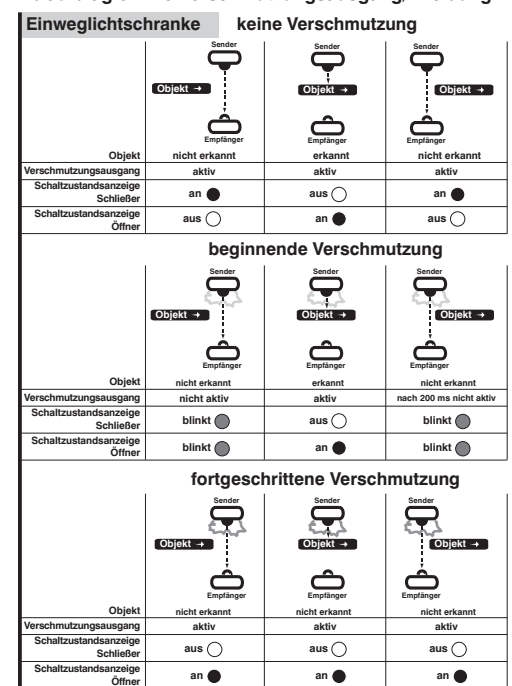 Einweglichtschranke keine Verschmutzung
Sender Sender Sender
Objekt → Objekt → Objekt →
Empfänger Empfänger Empfänger
Objekt nicht erkannt erkannt nicht erkannt
Verschmutzungsausgang aktiv aktiv aktiv
Schaltzustandsanzeige
Schließer an aus an
Schaltzustandsanzeige
Öffner aus an aus
beginnende Verschmutzung
Sender Sender Sender
Objekt → Objekt → Objekt →
Empfänger Empfänger Empfänger
Objekt nicht erkannt erkannt nicht erkannt
Verschmutzungsausgang nicht aktiv aktiv nach 200 ms nicht aktiv
Schaltzustandsanzeige
Schließer blinkt aus blinkt
Schaltzustandsanzeige
Öffner blinkt an blinkt
fortgeschrittene Verschmutzung
Sender Sender Sender
Objekt → Objekt → Objekt →
Empfänger Empfänger Empfänger
Objekt nicht erkannt nicht erkannt nicht erkannt
Verschmutzungsausgang aktiv aktiv aktiv
Schaltzustandsanzeige
Schließer aus aus aus
Schaltzustandsanzeige
Öffner an an an